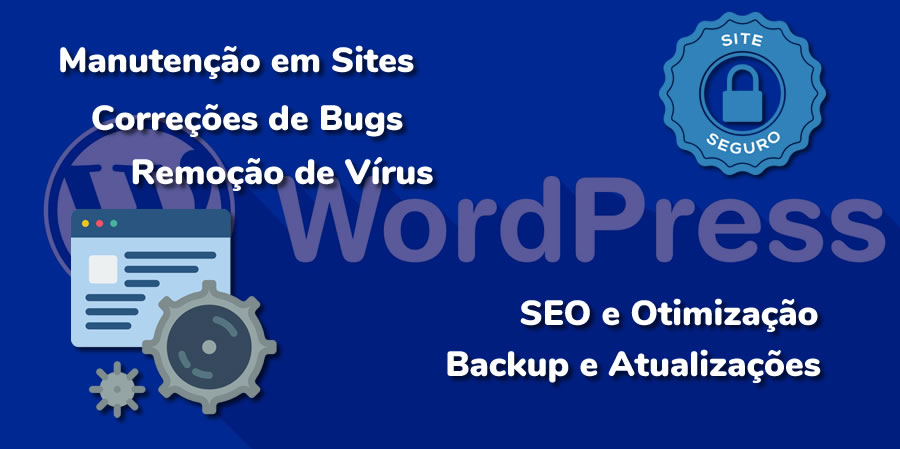 Manutenção em Sites
Correções de Bugs
Remoção de Vírus
SITE
SEGURO
W
WordPress
SEO e Otimização
Backup e Atualizações